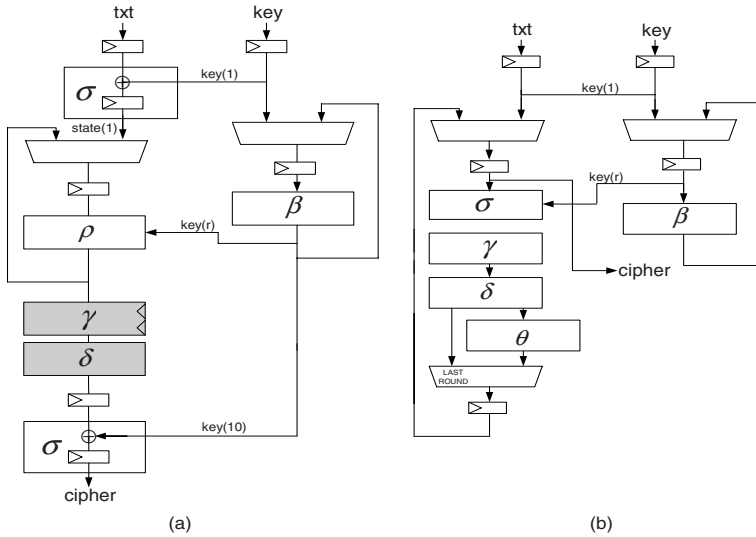 txt
key
σ
key(1)
state(1)
ρ
β
key(r)
γ
δ
σ
key(10)
cipher
(a)
txt
key
key(1)
key(r)
σ
β
γ
cipher
δ
θ
LAST
ROUND
(b)